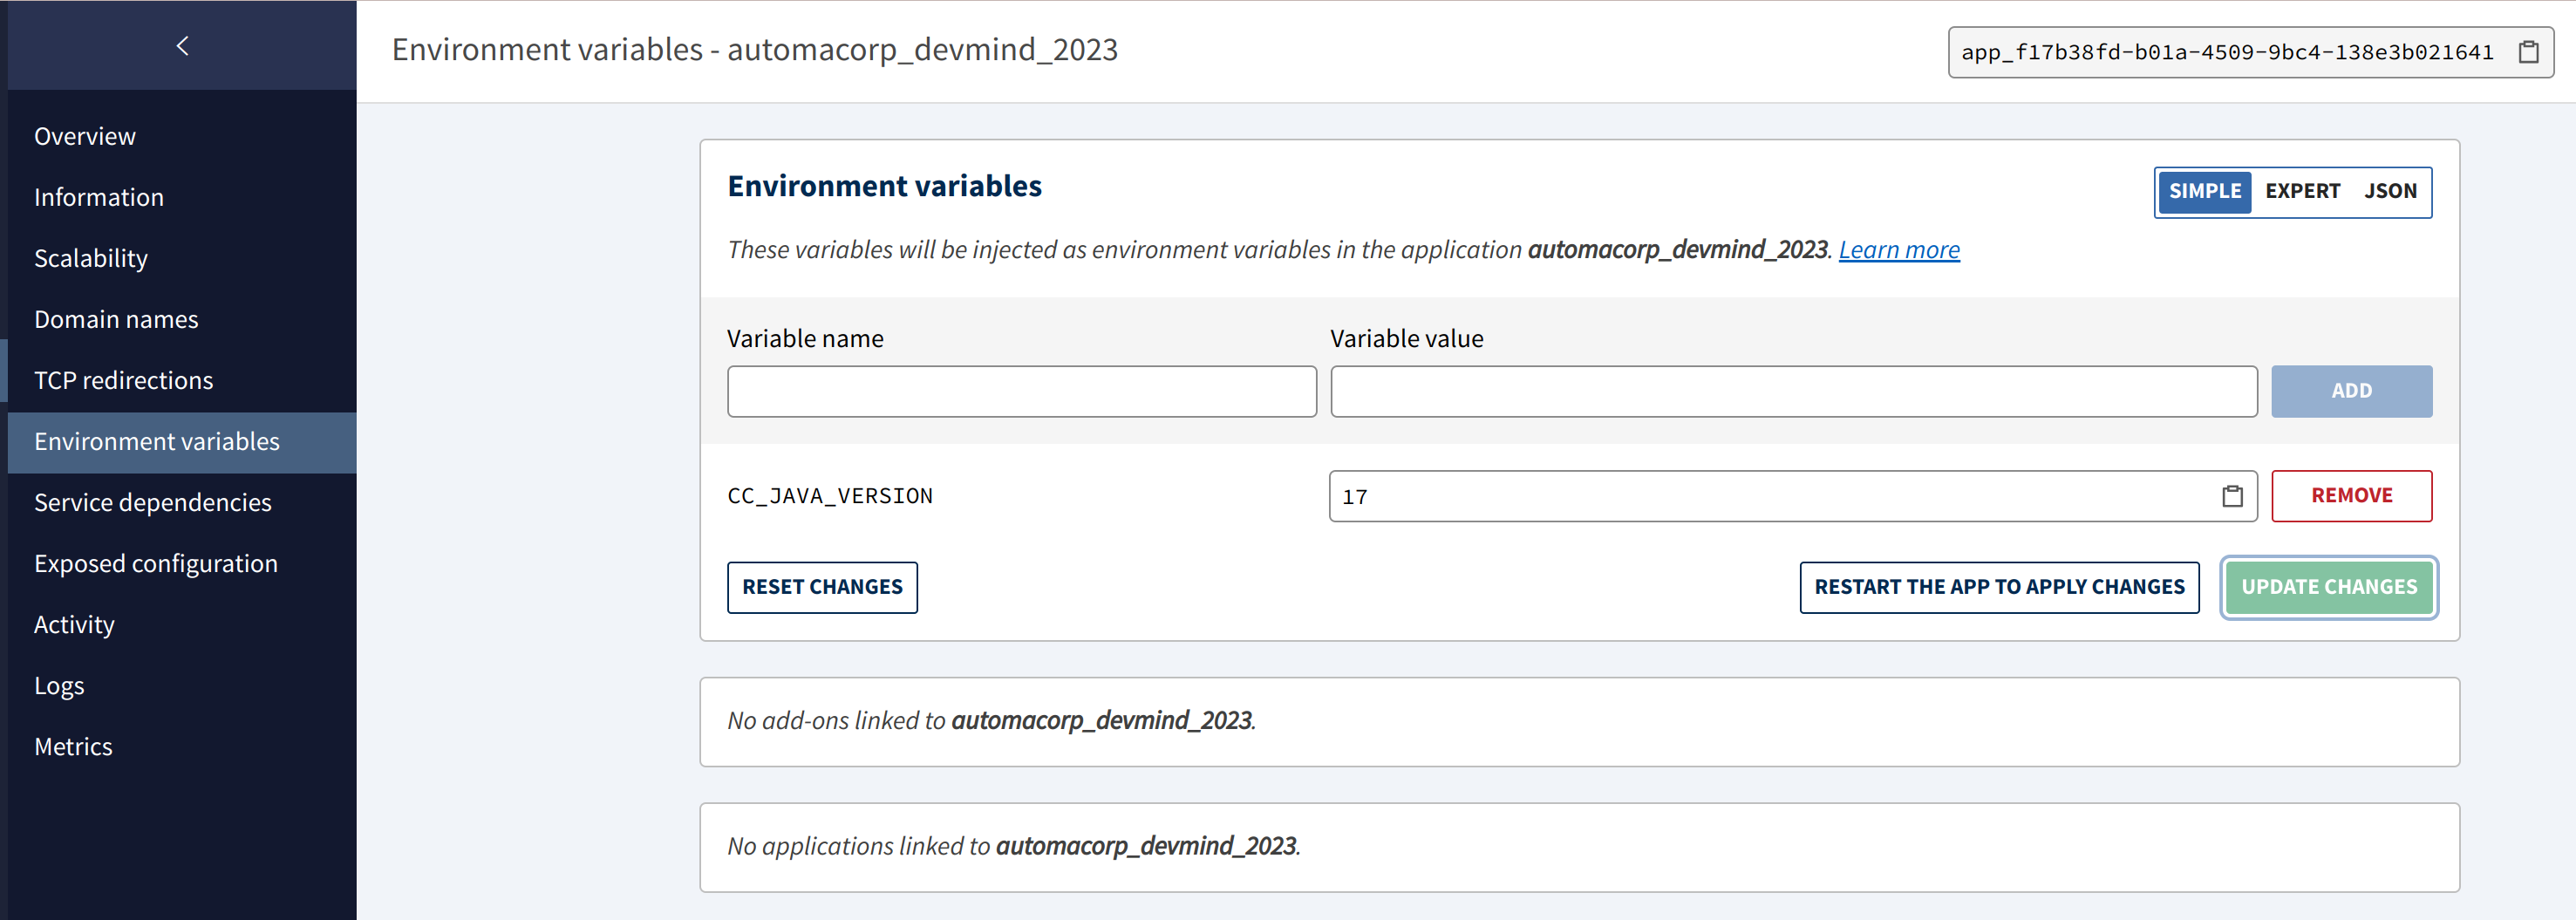 Environment variables - automacorp_devmind_2023
app_f17b38fd-b01a-4509-9bc4-138e3b021641
Overview
Information
Scalability
Domain names
TCP redirections
Environment variables
Service dependencies
Exposed configuration
Activity
Logs
Metrics
Environment variables
SIMPLE EXPERT JSON
These variables will be injected as environment variables in the application automacorp_devmind_2023. Learn more
Variable name Variable value
ADD
CC_JAVA_VERSION 17 REMOVE
RESET CHANGES RESTART THE APP TO APPLY CHANGES UPDATE CHANGES
No add-ons linked to automacorp_devmind_2023.
No applications linked to automacorp_devmind_2023.